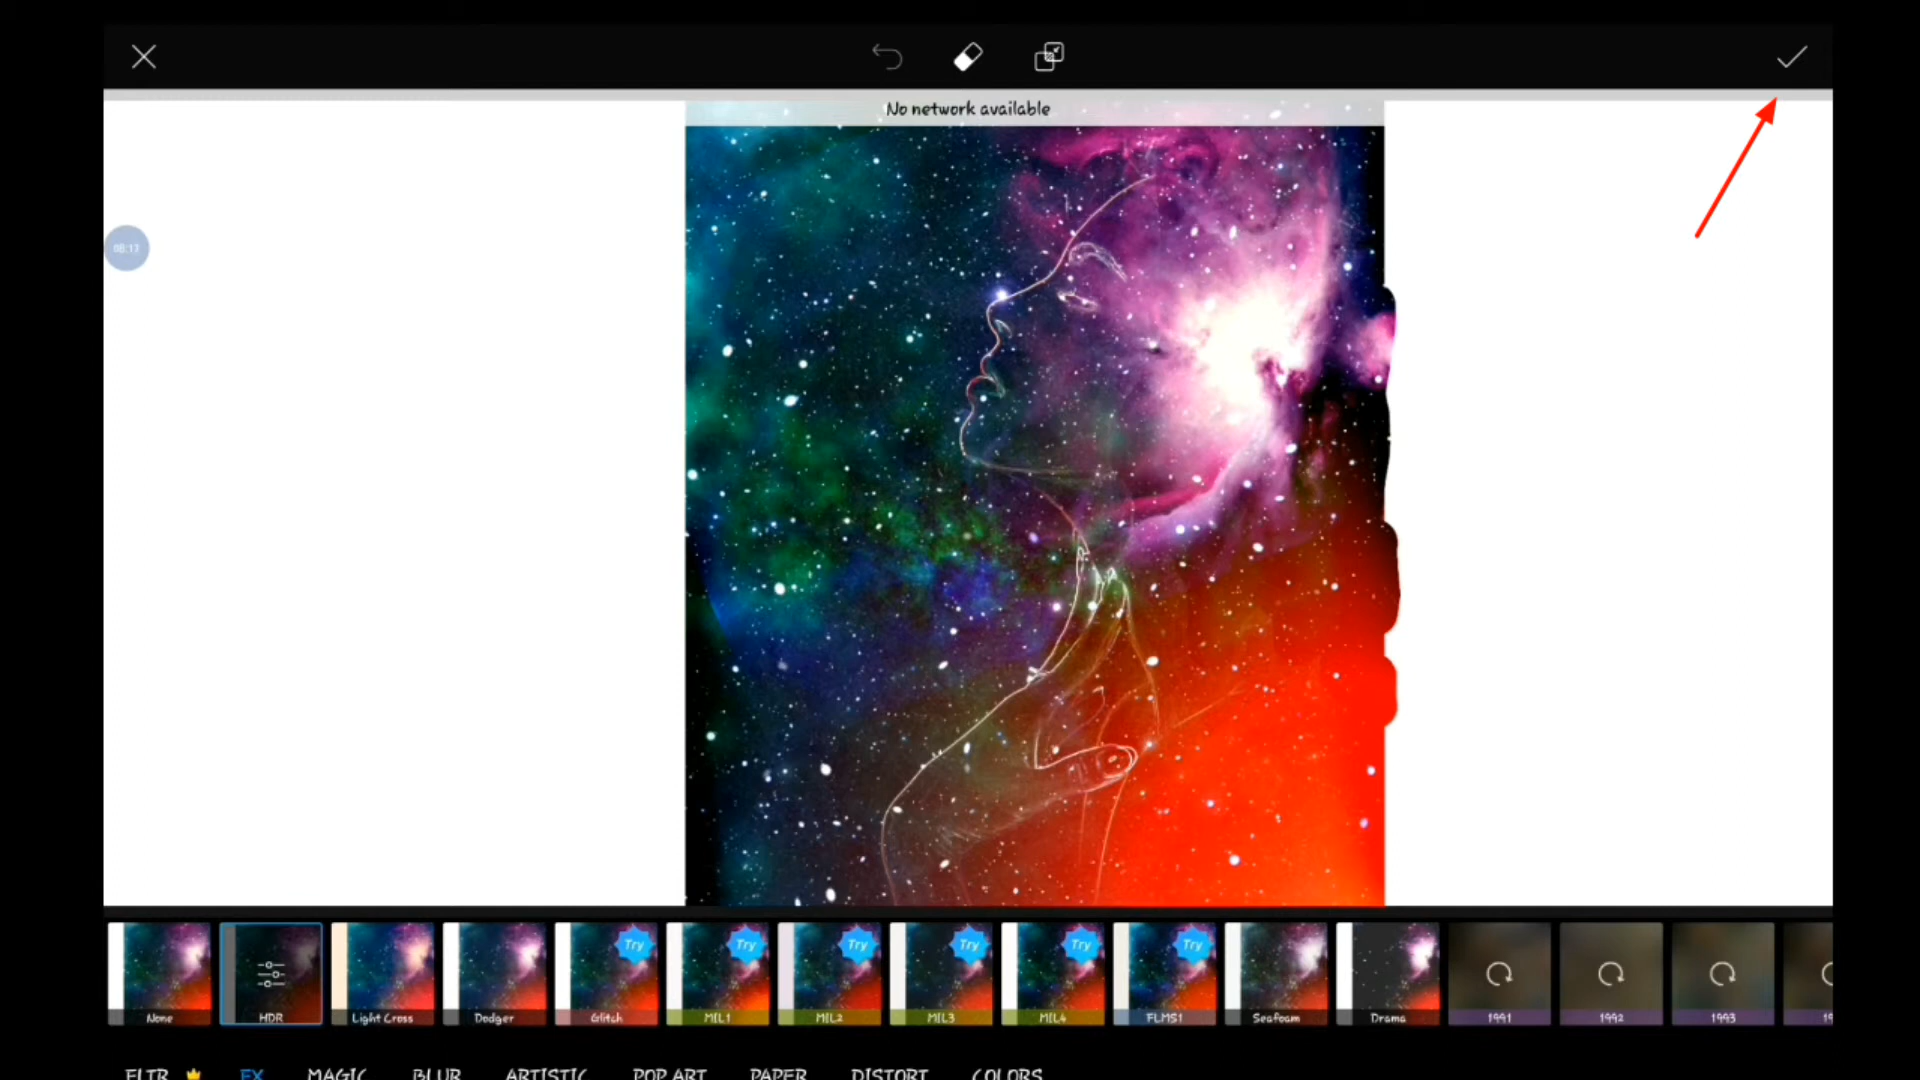 No network available
Try Try Try Try Try Try
None HDR Light Cross Dodger Glitch MIL1 MIL2 MIL3 MIL4 FLMS1 Seafoam Drama 1991 1992 1993
FLTR FX MAGIC BLUR ARTISTIC POP ART PAPER DISTORT COLORS